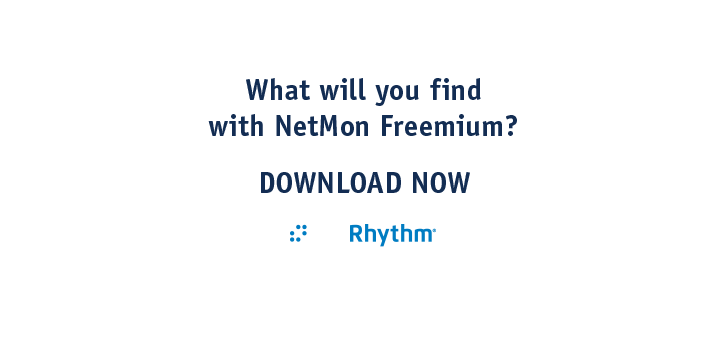 What will you find
with NetMon Freemium?
DOWNLOAD NOW
Rhythm®